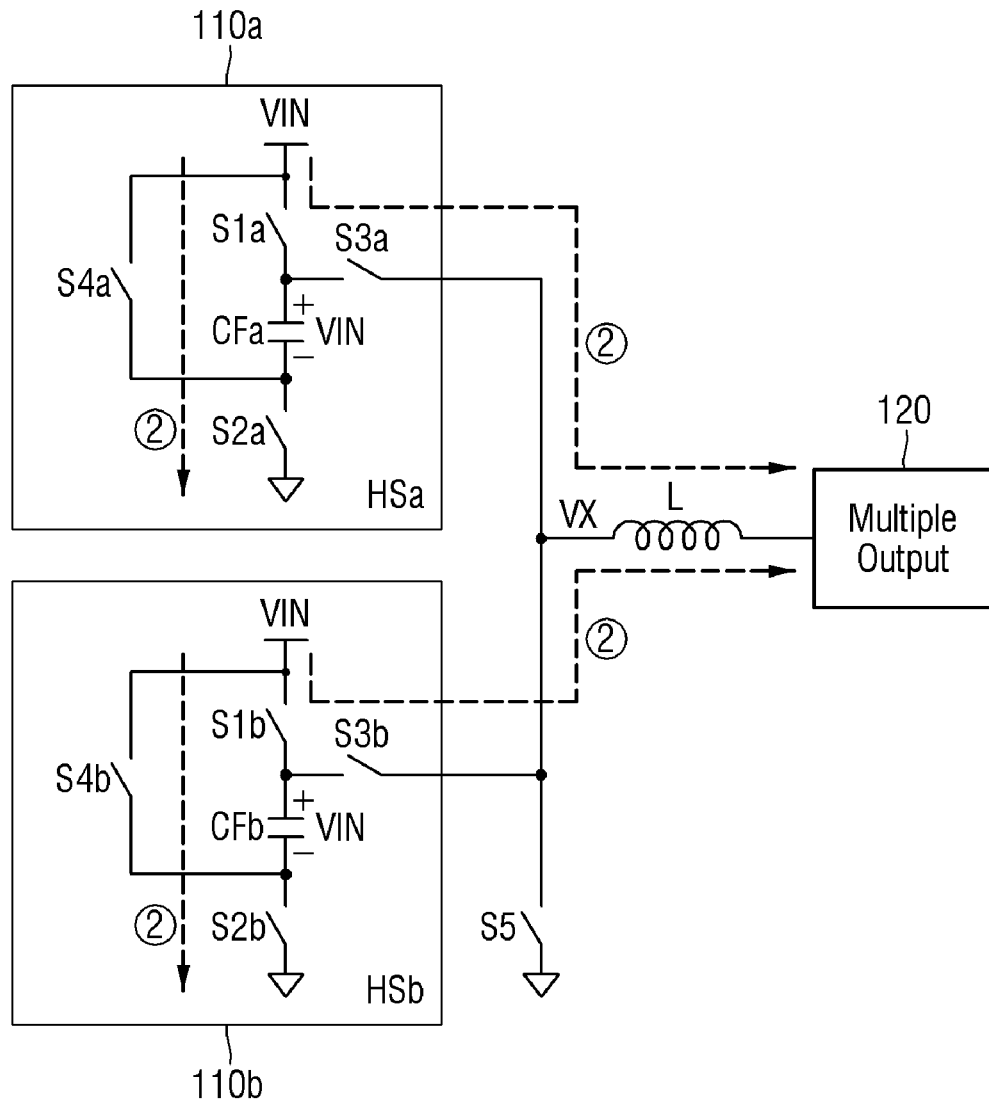 110a
VIN
S1a
S3a
S4a
+
CFa
VIN
−
②
②
S2a
120
HSa
VX
L
Multiple
Output
VIN
②
S1b
S3b
S4b
+
CFb
VIN
−
②
S2b
S5
HSb
110b